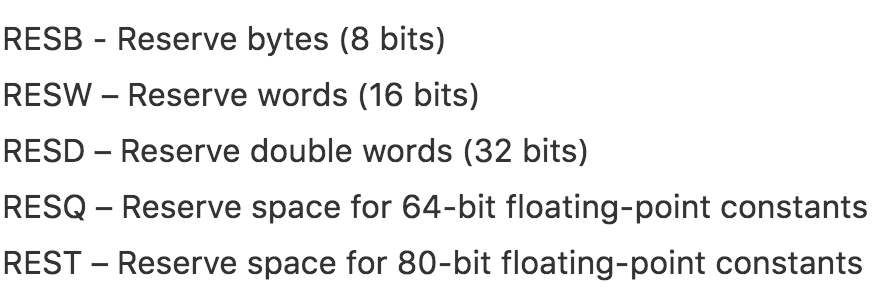 RESB - Reserve bytes (8 bits)
RESW – Reserve words (16 bits)
RESD – Reserve double words (32 bits)
RESQ – Reserve space for 64-bit floating-point constants
REST – Reserve space for 80-bit floating-point constants